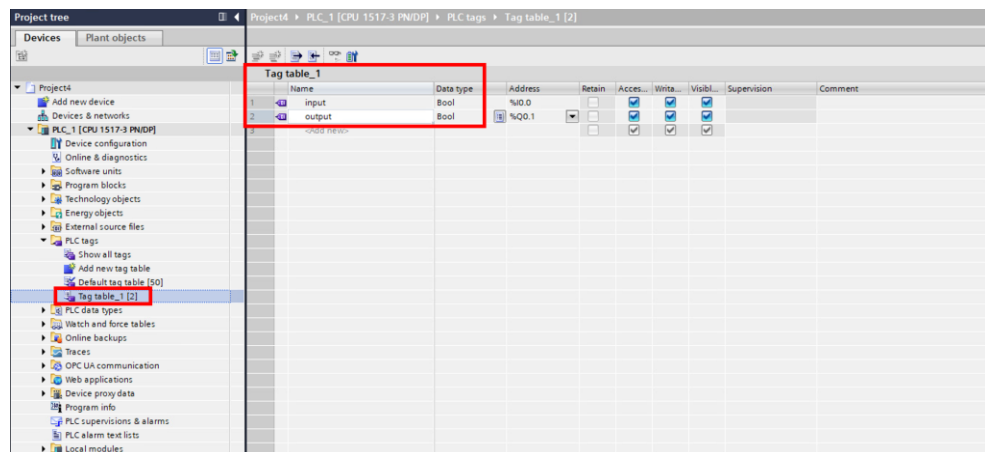 Project tree
Project4 ▸ PLC_1 [CPU 1517-3 PN/DP] ▸ PLC tags ▸ Tag table_1 [2]
Devices
Plant objects
Tag table_1
Name Data type Address Retain Acces... Writa... Visibl... Supervision Comment
1 input Bool %I0.0
2 output Bool %Q0.1
3 <Add new>
Project4
Add new device
Devices & networks
PLC_1 [CPU 1517-3 PN/DP]
Device configuration
Online & diagnostics
Software units
Program blocks
Technology objects
Energy objects
External source files
PLC tags
Show all tags
Add new tag table
Default tag table [50]
Tag table_1 [2]
PLC data types
Watch and force tables
Online backups
Traces
OPC UA communication
Web applications
Device proxy data
Program info
PLC supervisions & alarms
PLC alarm text lists
Local modules